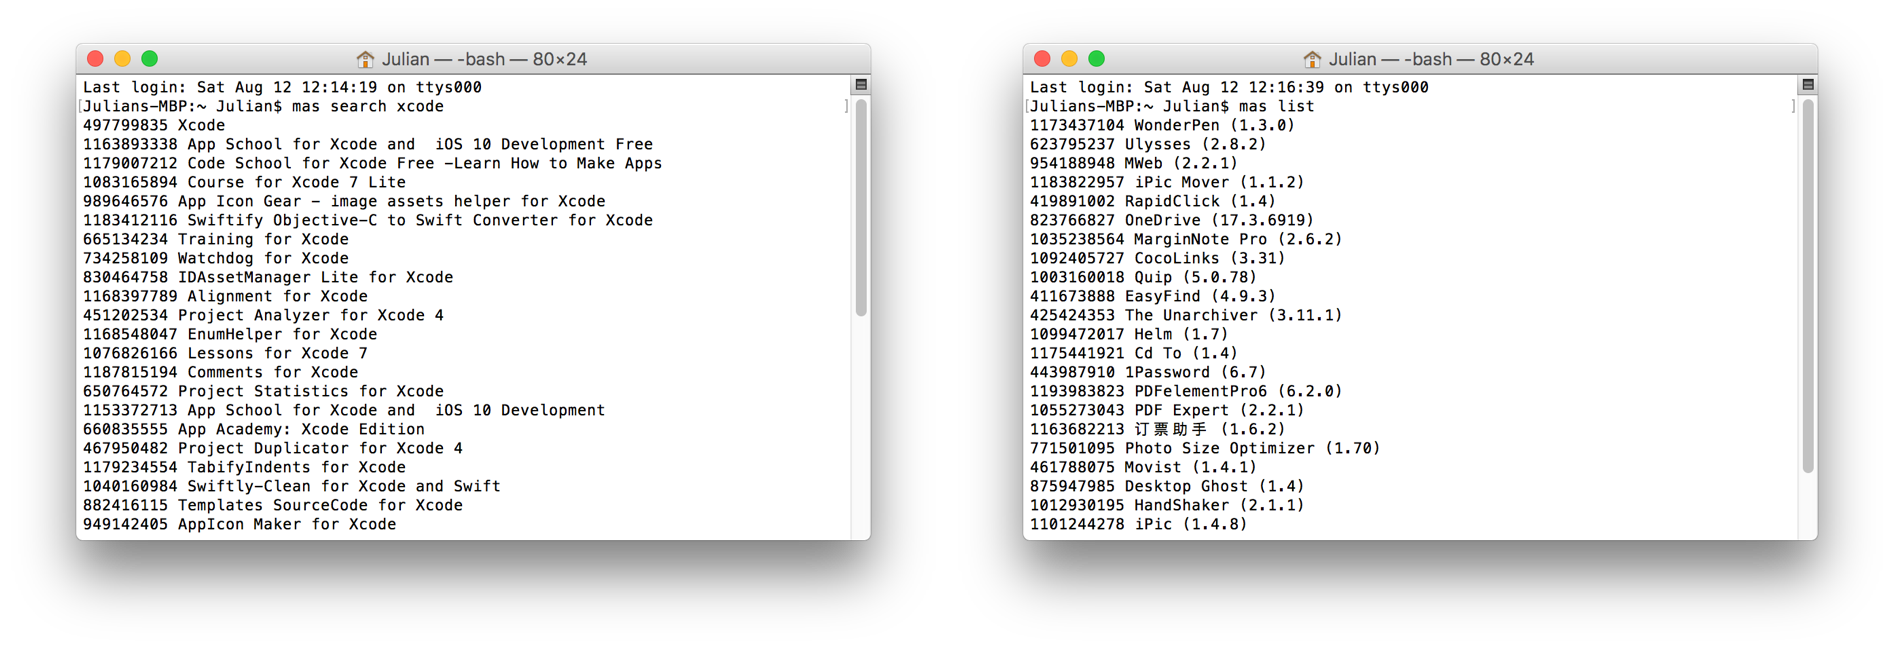 Julian — -bash — 80×24
Last login: Sat Aug 12 12:14:19 on ttys000
[Julians-MBP:~ Julian$ mas search xcode ]
497799835 Xcode
1163893338 App School for Xcode and  iOS 10 Development Free
1179007212 Code School for Xcode Free -Learn How to Make Apps
1083165894 Course for Xcode 7 Lite
989646576 App Icon Gear - image assets helper for Xcode
1183412116 Swiftify Objective-C to Swift Converter for Xcode
665134234 Training for Xcode
734258109 Watchdog for Xcode
830464758 IDAssetManager Lite for Xcode
1168397789 Alignment for Xcode
451202534 Project Analyzer for Xcode 4
1168548047 EnumHelper for Xcode
1076826166 Lessons for Xcode 7
1187815194 Comments for Xcode
650764572 Project Statistics for Xcode
1153372713 App School for Xcode and  iOS 10 Development
660835555 App Academy: Xcode Edition
467950482 Project Duplicator for Xcode 4
1179234554 TabifyIndents for Xcode
1040160984 Swiftly-Clean for Xcode and Swift
882416115 Templates SourceCode for Xcode
949142405 AppIcon Maker for Xcode
Julian — -bash — 80×24
Last login: Sat Aug 12 12:16:39 on ttys000
[Julians-MBP:~ Julian$ mas list ]
1173437104 WonderPen (1.3.0)
623795237 Ulysses (2.8.2)
954188948 MWeb (2.2.1)
1183822957 iPic Mover (1.1.2)
419891002 RapidClick (1.4)
823766827 OneDrive (17.3.6919)
1035238564 MarginNote Pro (2.6.2)
1092405727 CocoLinks (3.31)
1003160018 Quip (5.0.78)
411673888 EasyFind (4.9.3)
425424353 The Unarchiver (3.11.1)
1099472017 Helm (1.7)
1175441921 Cd To (1.4)
443987910 1Password (6.7)
1193983823 PDFelementPro6 (6.2.0)
1055273043 PDF Expert (2.2.1)
1163682213 订票助手 (1.6.2)
771501095 Photo Size Optimizer (1.70)
461788075 Movist (1.4.1)
875947985 Desktop Ghost (1.4)
1012930195 HandShaker (2.1.1)
1101244278 iPic (1.4.8)